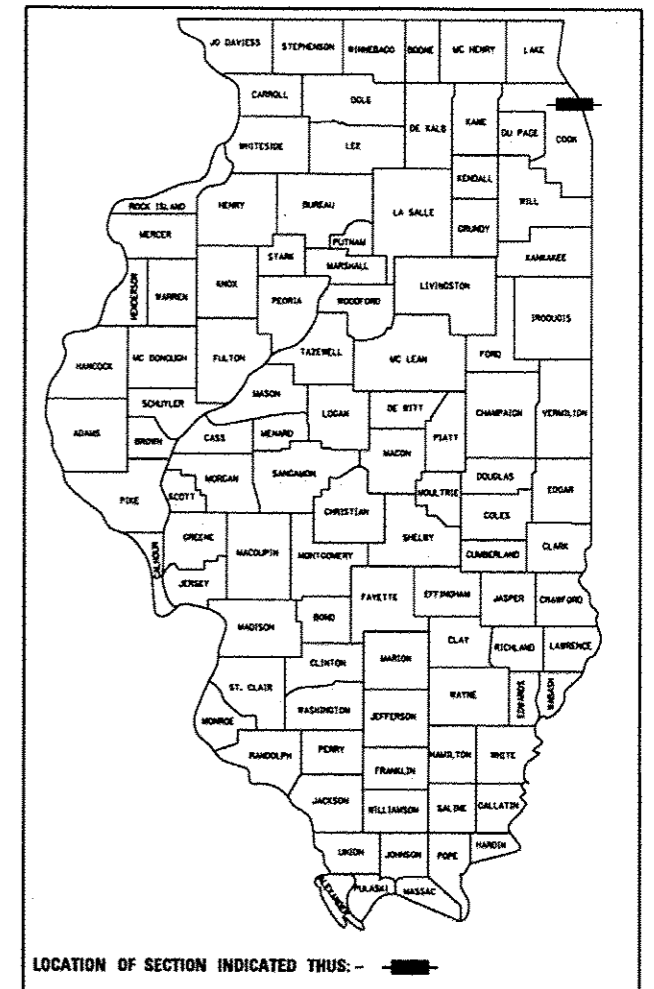 JO DAVIESS STEPHENSON WINNEBAGO BOONE MC HENRY LAKE
CARROLL OGLE DE KALB KANE DU PAGE COOK
WHITESIDE LEE
KENDALL WILL
ROCK ISLAND HENRY BUREAU LA SALLE
MERCER PUTNAM GRUNDY
STARK MARSHALL KANKAKEE
HENDERSON WARREN KNOX PEORIA WOODFORD LIVINGSTON IROQUOIS
HANCOCK MC DONOUGH FULTON TAZEWELL MC LEAN FORD
MASON
SCHUYLER LOGAN DE WITT CHAMPAIGN VERMILION
ADAMS BROWN CASS MENARD PIATT
MACON
MORGAN SANGAMON DOUGLAS EDGAR
PIKE SCOTT CHRISTIAN MOULTRIE
COLES
GREENE MACOUPIN MONTGOMERY SHELBY
CALHOUN CUMBERLAND CLARK
JERSEY
FAYETTE EFFINGHAM JASPER CRAWFORD
MADISON BOND
CLAY RICHLAND LAWRENCE
CLINTON MARION
ST. CLAIR WAYNE EDWARDS WABASH
WASHINGTON JEFFERSON
MONROE
RANDOLPH PERRY HAMILTON WHITE
FRANKLIN
JACKSON WILLIAMSON SALINE GALLATIN
UNION JOHNSON POPE HARDIN
ALEXANDER PULASKI MASSAC
LOCATION OF SECTION INDICATED THUS: -